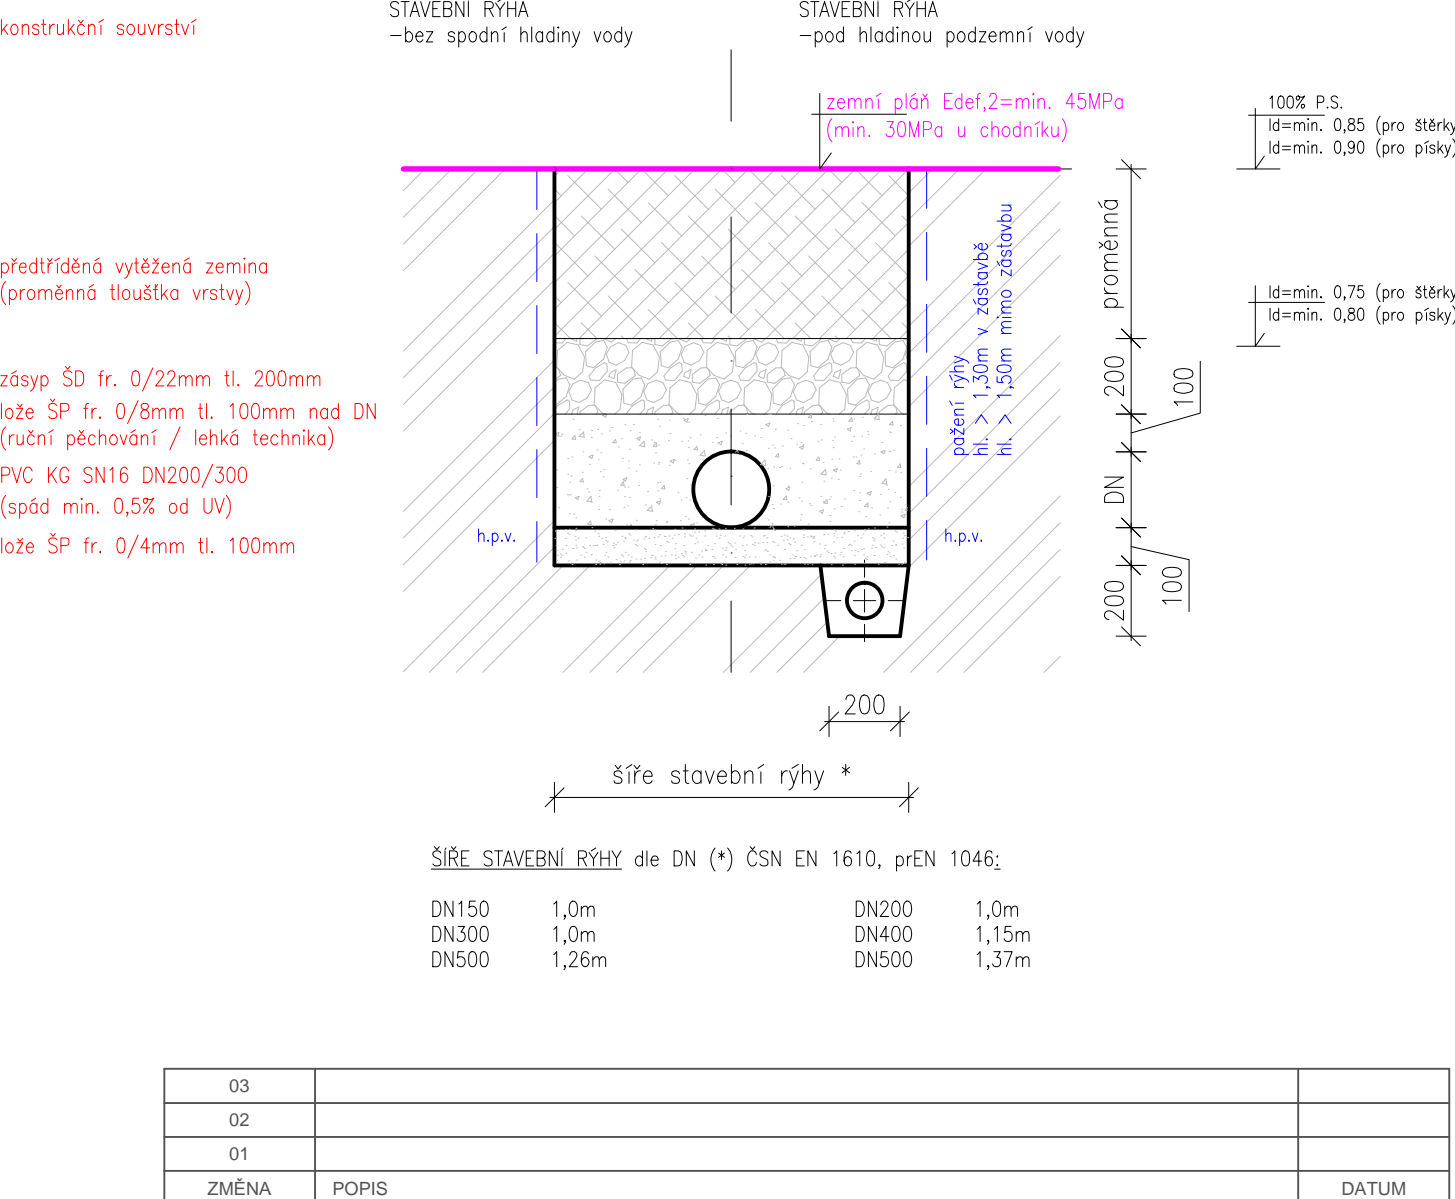 konstrukční souvrství
STAVEBNÍ RÝHA
-bez spodní hladiny vody
STAVEBNÍ RÝHA
-pod hladinou podzemní vody
zemní pláň Edef,2=min. 45MPa
(min. 30MPa u chodníku)
100% P.S.
Id=min. 0,85 (pro štěrky
Id=min. 0,90 (pro písky)
předtříděná vytěžená zemina
(proměnná tloušťka vrstvy)
zásyp ŠD fr. 0/22mm tl. 200mm
lože ŠP fr. 0/8mm tl. 100mm nad DN
(ruční pěchování / lehká technika)
PVC KG SN16 DN200/300
(spád min. 0,5% od UV)
lože ŠP fr. 0/4mm tl. 100mm
h.p.v.
h.p.v.
pažení rýhy
hl. > 1,30m v zástavbě
hl. > 1,50m mimo zástavbu
proměnná
200
100
DN
100
200
Id=min. 0,75 (pro štěrky
Id=min. 0,80 (pro písky)
200
šíře stavební rýhy *
ŠÍŘE STAVEBNÍ RÝHY dle DN (*) ČSN EN 1610, prEN 1046:
DN150 1,0m DN200 1,0m
DN300 1,0m DN400 1,15m
DN500 1,26m DN500 1,37m
03
02
01
ZMĚNA POPIS DATUM